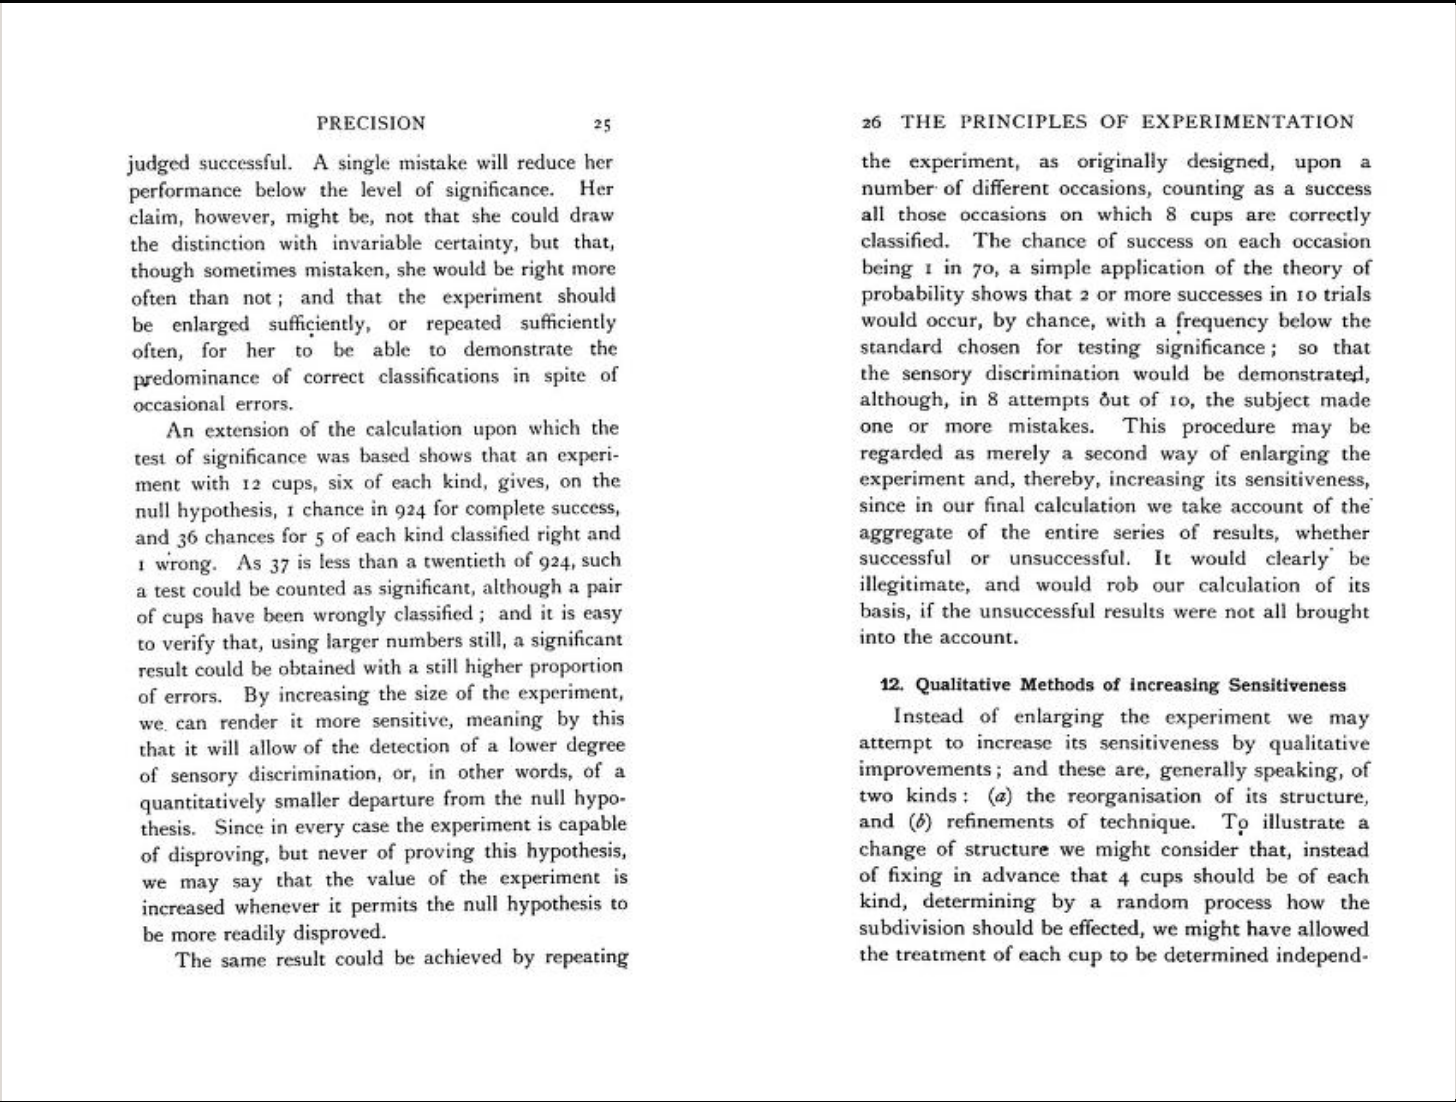 PRECISION 25
judged successful. A single mistake will reduce her
performance below the level of significance. Her
claim, however, might be, not that she could draw
the distinction with invariable certainty, but that,
though sometimes mistaken, she would be right more
often than not ; and that the experiment should
be enlarged sufficiently, or repeated sufficiently
often, for her to be able to demonstrate the
predominance of correct classifications in spite of
occasional errors.
An extension of the calculation upon which the
test of significance was based shows that an experi-
ment with 12 cups, six of each kind, gives, on the
null hypothesis, 1 chance in 924 for complete success,
and 36 chances for 5 of each kind classified right and
1 wrong. As 37 is less than a twentieth of 924, such
a test could be counted as significant, although a pair
of cups have been wrongly classified ; and it is easy
to verify that, using larger numbers still, a significant
result could be obtained with a still higher proportion
of errors. By increasing the size of the experiment,
we can render it more sensitive, meaning by this
that it will allow of the detection of a lower degree
of sensory discrimination, or, in other words, of a
quantitatively smaller departure from the null hypo-
thesis. Since in every case the experiment is capable
of disproving, but never of proving this hypothesis,
we may say that the value of the experiment is
increased whenever it permits the null hypothesis to
be more readily disproved.
The same result could be achieved by repeating
26 THE PRINCIPLES OF EXPERIMENTATION
the experiment, as originally designed, upon a
number of different occasions, counting as a success
all those occasions on which 8 cups are correctly
classified. The chance of success on each occasion
being 1 in 70, a simple application of the theory of
probability shows that 2 or more successes in 10 trials
would occur, by chance, with a frequency below the
standard chosen for testing significance ; so that
the sensory discrimination would be demonstrated,
although, in 8 attempts out of 10, the subject made
one or more mistakes. This procedure may be
regarded as merely a second way of enlarging the
experiment and, thereby, increasing its sensitiveness,
since in our final calculation we take account of the
aggregate of the entire series of results, whether
successful or unsuccessful. It would clearly be
illegitimate, and would rob our calculation of its
basis, if the unsuccessful results were not all brought
into the account.
12. Qualitative Methods of increasing Sensitiveness
Instead of enlarging the experiment we may
attempt to increase its sensitiveness by qualitative
improvements ; and these are, generally speaking, of
two kinds : (a) the reorganisation of its structure,
and (b) refinements of technique. To illustrate a
change of structure we might consider that, instead
of fixing in advance that 4 cups should be of each
kind, determining by a random process how the
subdivision should be effected, we might have allowed
the treatment of each cup to be determined independ-